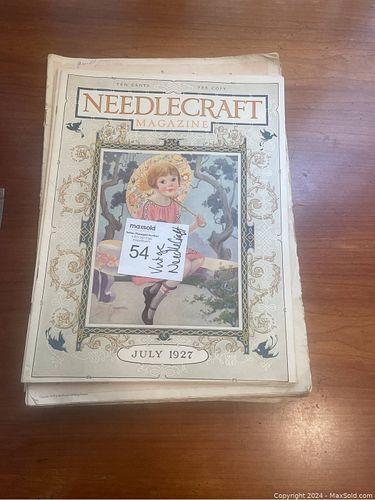 TEN CENTS PER COPY
NEEDLECRAFT
MAGAZINE
maxsold
54
Vintage
Needlecraft
JULY 1927
Copyright 2024 - MaxSold.com